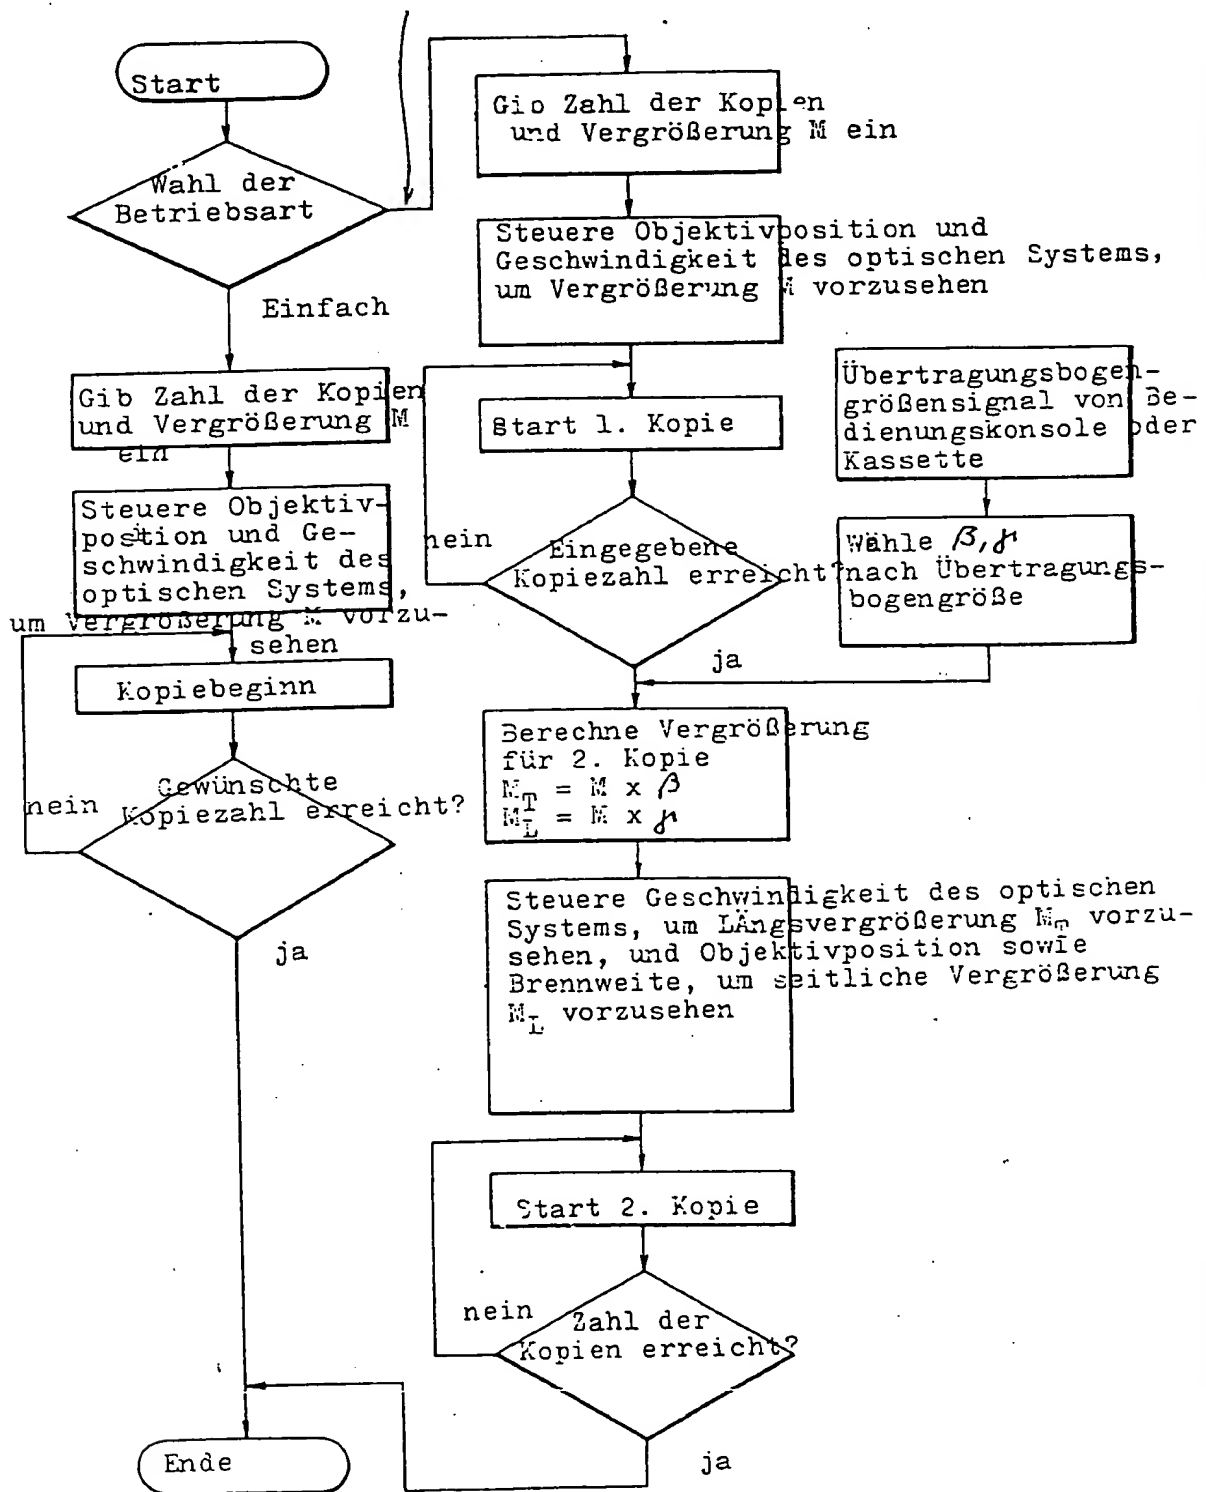 Start
Wahl der
Betriebsart
Einfach
Gib Zahl der Kopien
und Vergrößerung M
ein
Steuere Objektiv-
position und Ge-
schwindigkeit des
optischen Systems,
um Vergrößerung M vorzu-
sehen
Kopiebeginn
Gewünschte
Kopiezahl erreicht?
nein
ja
Gib Zahl der Kopien
und Vergrößerung M ein
Steuere Objektivposition und
Geschwindigkeit des optischen Systems,
um Vergrößerung M vorzusehen
Start 1. Kopie
Eingegebene
Kopiezahl erreicht?
nein
ja
Übertragungsbogen-
größensignal von Be-
dienungskonsole oder
Kassette
Wähle β, γ
nach Übertragungs-
bogengröße
Berechne Vergrößerung
für 2. Kopie
M_T = M x β
M_L = M x γ
Steuere Geschwindigkeit des optischen
Systems, um LÄngsvergrößerung M_T vorzu-
sehen, und Objektivposition sowie
Brennweite, um seitliche Vergrößerung
M_L vorzusehen
Start 2. Kopie
Zahl der
Kopien erreicht?
nein
ja
Ende